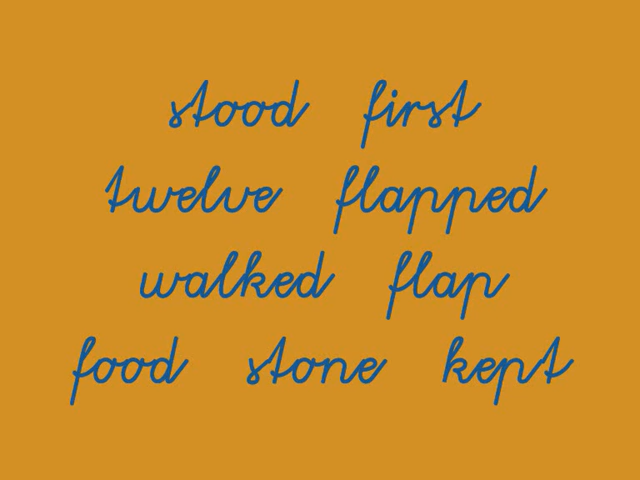 stood first
twelve flapped
walked flap
food stone kept